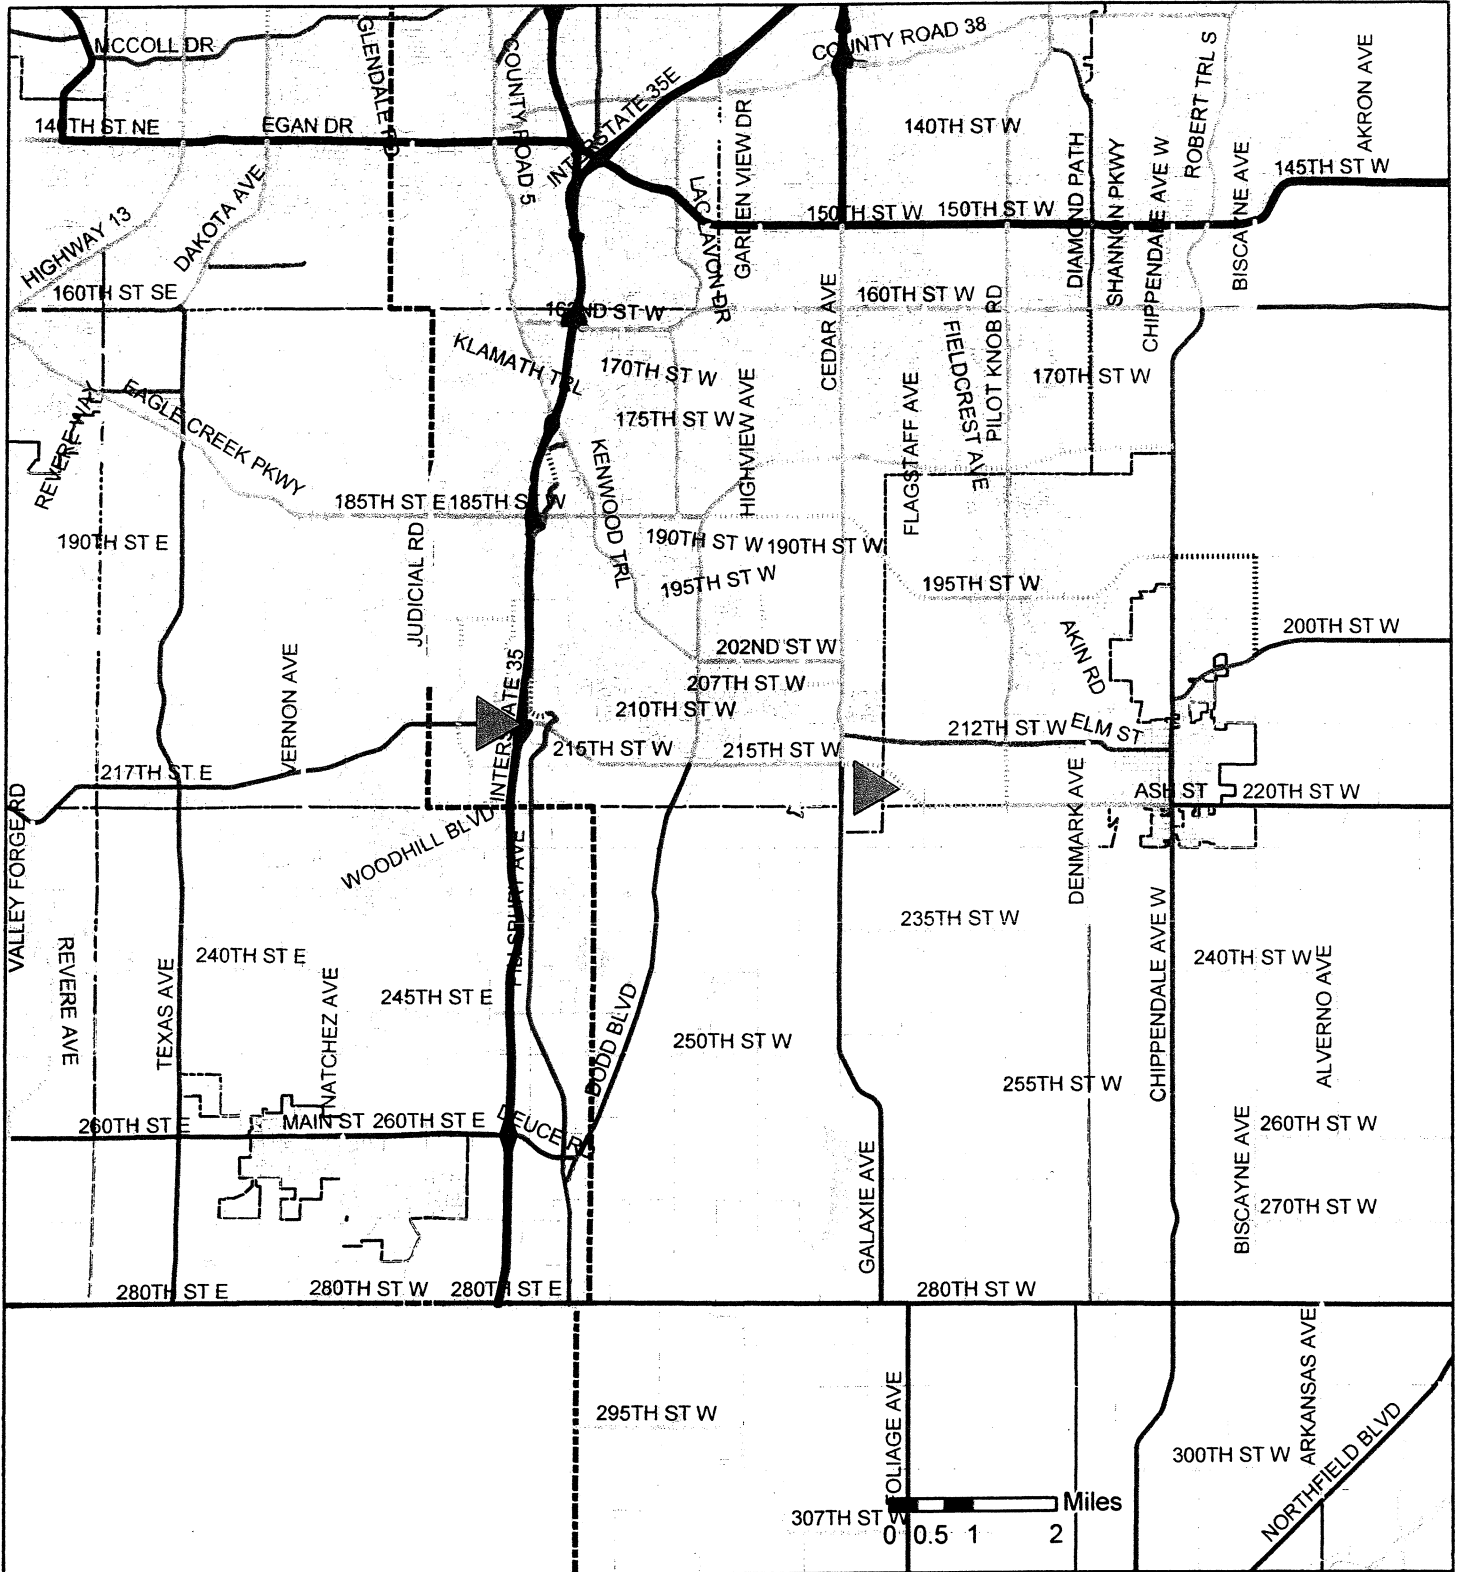 MCCOLL DR
GLENDALE RD
COUNTY ROAD 5
COUNTY ROAD 38
INTERSTATE 35E
ROBERT TRL S
AKRON AVE
140TH ST NE
EGAN DR
140TH ST W
145TH ST W
DIAMOND PATH
SHANNON PKWY
CHIPPENDALE AVE W
BISCAYNE AVE
GARDEN VIEW DR
LAC LAVON DR
150TH ST W
150TH ST W
HIGHWAY 13
DAKOTA AVE
160TH ST SE
162ND ST W
160TH ST W
CEDAR AVE
PILOT KNOB RD
FIELDCREST AVE
KLAMATH TRL
170TH ST W
170TH ST W
175TH ST W
HIGHVIEW AVE
FLAGSTAFF AVE
REVERE WAY
EAGLE CREEK PKWY
KENWOOD TRL
185TH ST E
185TH ST W
190TH ST E
190TH ST W
190TH ST W
JUDICIAL RD
195TH ST W
195TH ST W
AKIN RD
200TH ST W
202ND ST W
VERNON AVE
INTERSTATE 35
207TH ST W
210TH ST W
212TH ST W
ELM ST
215TH ST W
215TH ST W
217TH ST E
VALLEY FORGE RD
DENMARK AVE
ASH ST
220TH ST W
WOODHILL BLVD
PILLSBURY AVE
235TH ST W
REVERE AVE
240TH ST E
240TH ST W
TEXAS AVE
NATCHEZ AVE
245TH ST E
DODD BLVD
250TH ST W
CHIPPENDALE AVE W
ALVERNO AVE
255TH ST W
260TH ST E
MAIN ST
260TH ST E
DEUCE R
260TH ST W
GALAXIE AVE
BISCAYNE AVE
270TH ST W
280TH ST E
280TH ST W
280TH ST E
280TH ST W
ARKANSAS AVE
295TH ST W
FOLIAGE AVE
300TH ST W
NORTHFIELD BLVD
Miles
307TH ST W
0 0.5 1 2